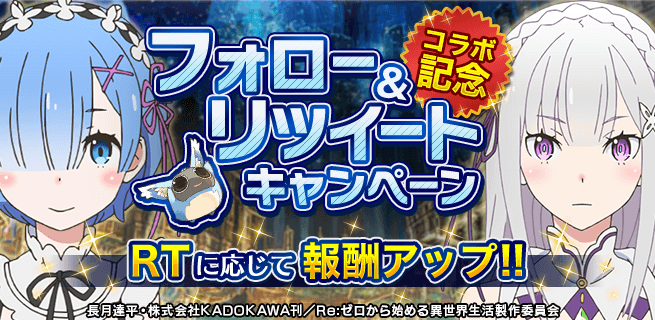 コラボ
記念
フォロー&
リツイート
キャンペーン
RTに応じて報酬アップ!!
長月達平・株式会社KADOKAWA刊／Re:ゼロから始める異世界生活製作委員会